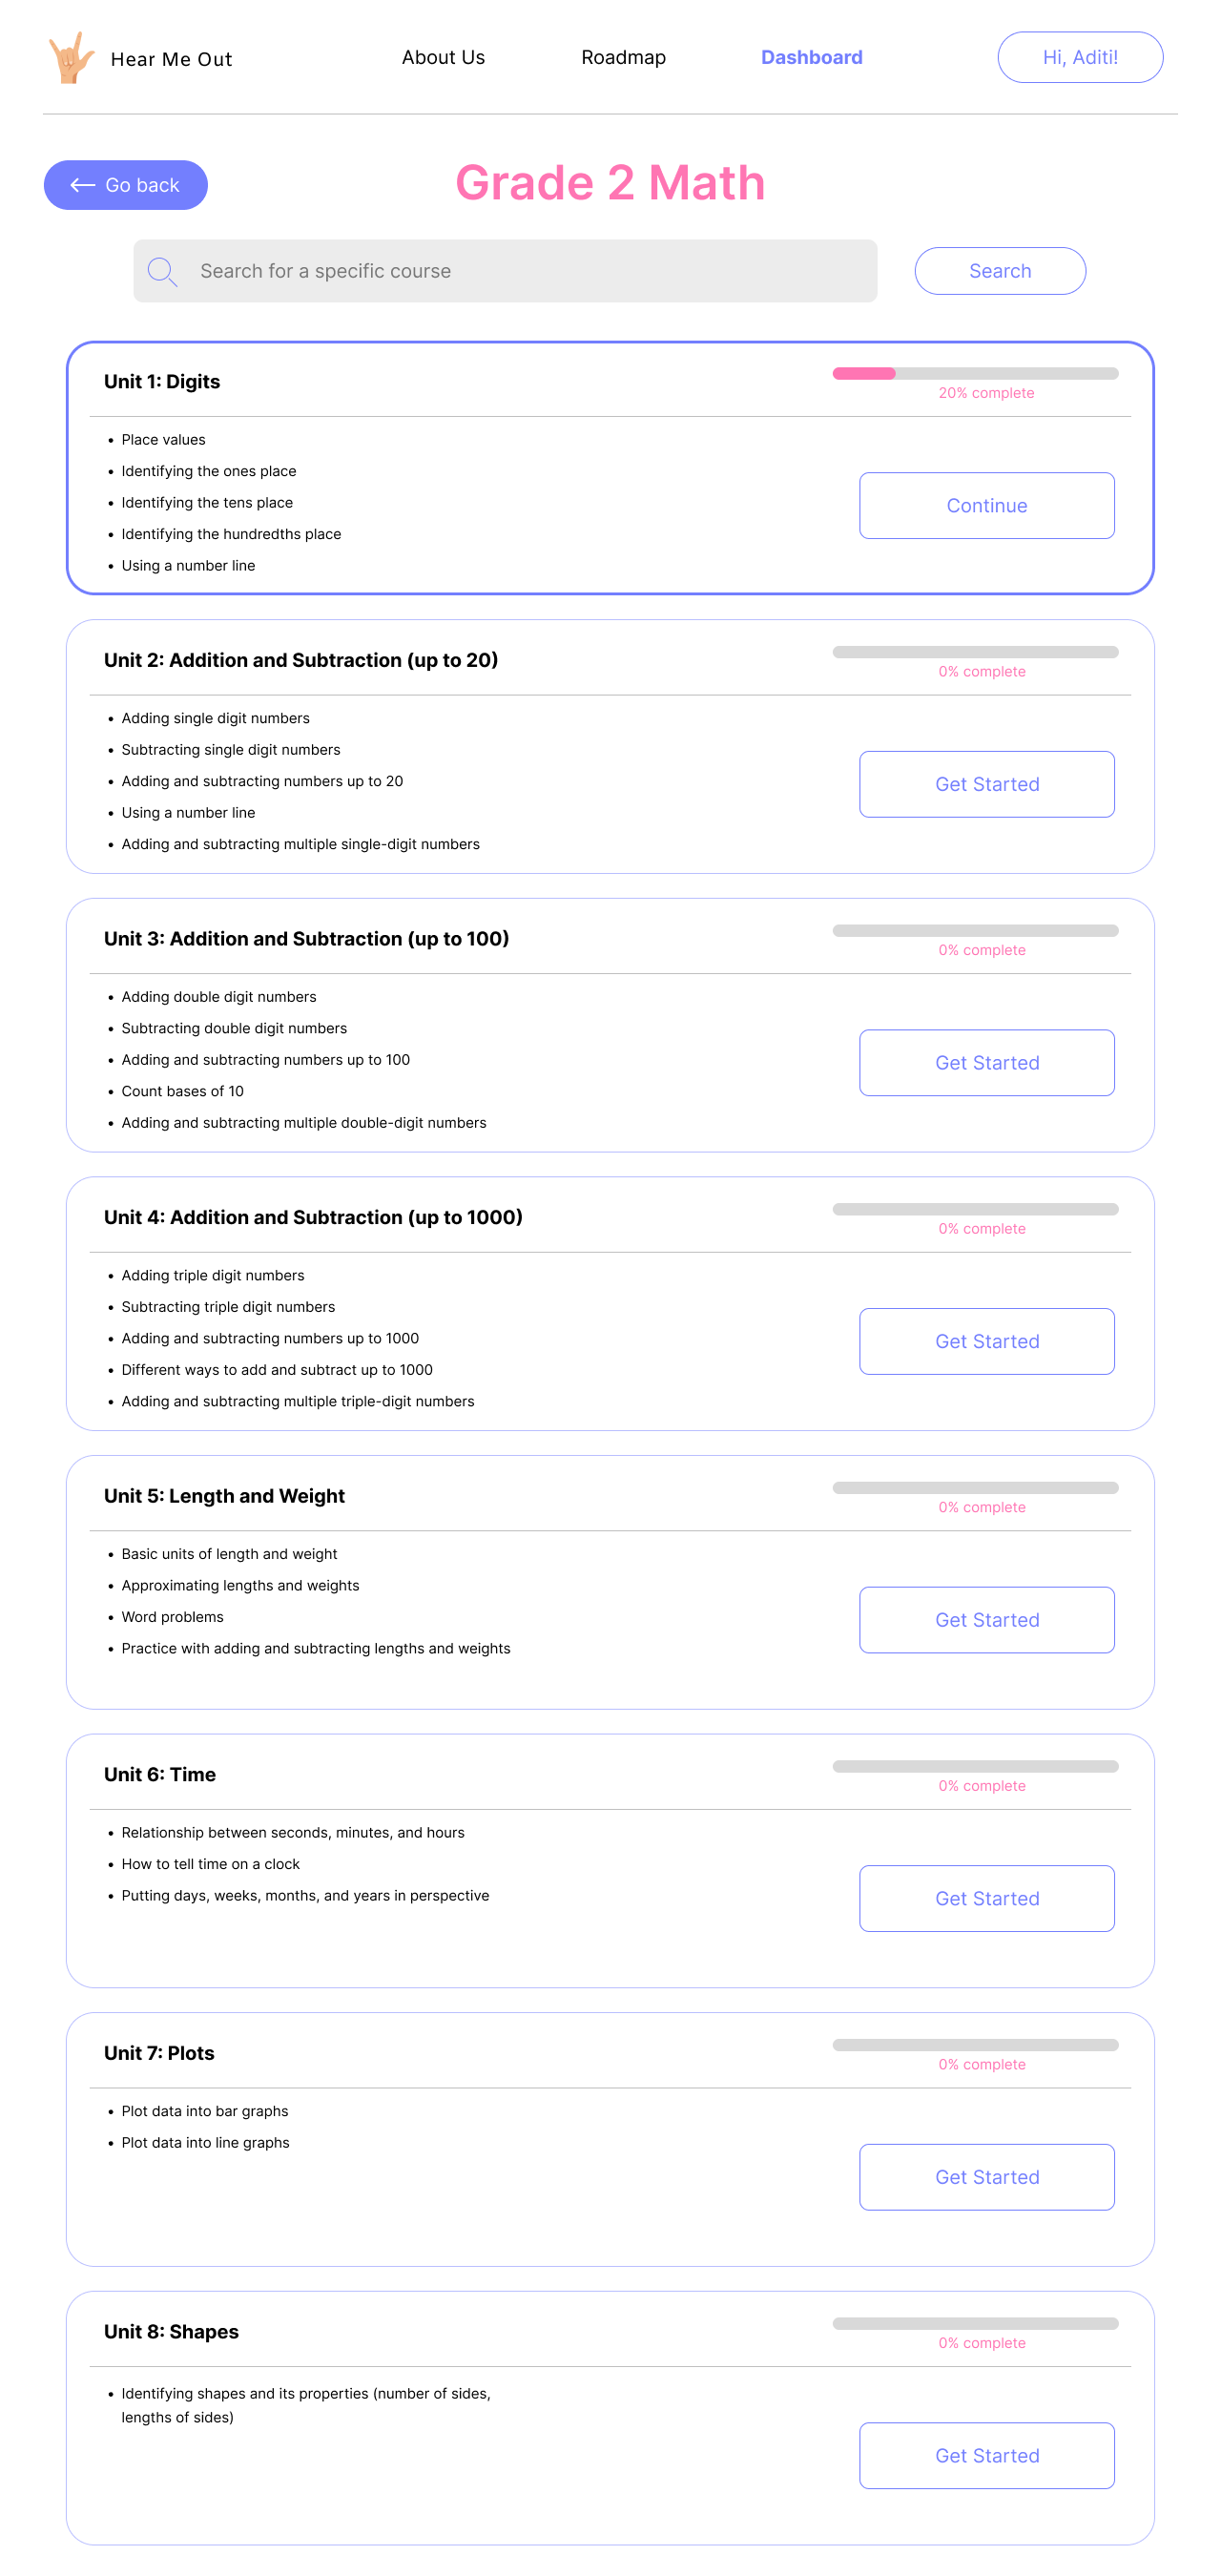 Hear Me Out
About Us
Roadmap
Dashboard
Hi, Aditi!
Go back
Grade 2 Math
Search for a specific course
Search
Unit 1: Digits
20% complete
• Place values
• Identifying the ones place
• Identifying the tens place
• Identifying the hundredths place
• Using a number line
Continue
Unit 2: Addition and Subtraction (up to 20)
0% complete
• Adding single digit numbers
• Subtracting single digit numbers
• Adding and subtracting numbers up to 20
• Using a number line
• Adding and subtracting multiple single-digit numbers
Get Started
Unit 3: Addition and Subtraction (up to 100)
0% complete
• Adding double digit numbers
• Subtracting double digit numbers
• Adding and subtracting numbers up to 100
• Count bases of 10
• Adding and subtracting multiple double-digit numbers
Get Started
Unit 4: Addition and Subtraction (up to 1000)
0% complete
• Adding triple digit numbers
• Subtracting triple digit numbers
• Adding and subtracting numbers up to 1000
• Different ways to add and subtract up to 1000
• Adding and subtracting multiple triple-digit numbers
Get Started
Unit 5: Length and Weight
0% complete
• Basic units of length and weight
• Approximating lengths and weights
• Word problems
• Practice with adding and subtracting lengths and weights
Get Started
Unit 6: Time
0% complete
• Relationship between seconds, minutes, and hours
• How to tell time on a clock
• Putting days, weeks, months, and years in perspective
Get Started
Unit 7: Plots
0% complete
• Plot data into bar graphs
• Plot data into line graphs
Get Started
Unit 8: Shapes
0% complete
• Identifying shapes and its properties (number of sides,
lengths of sides)
Get Started